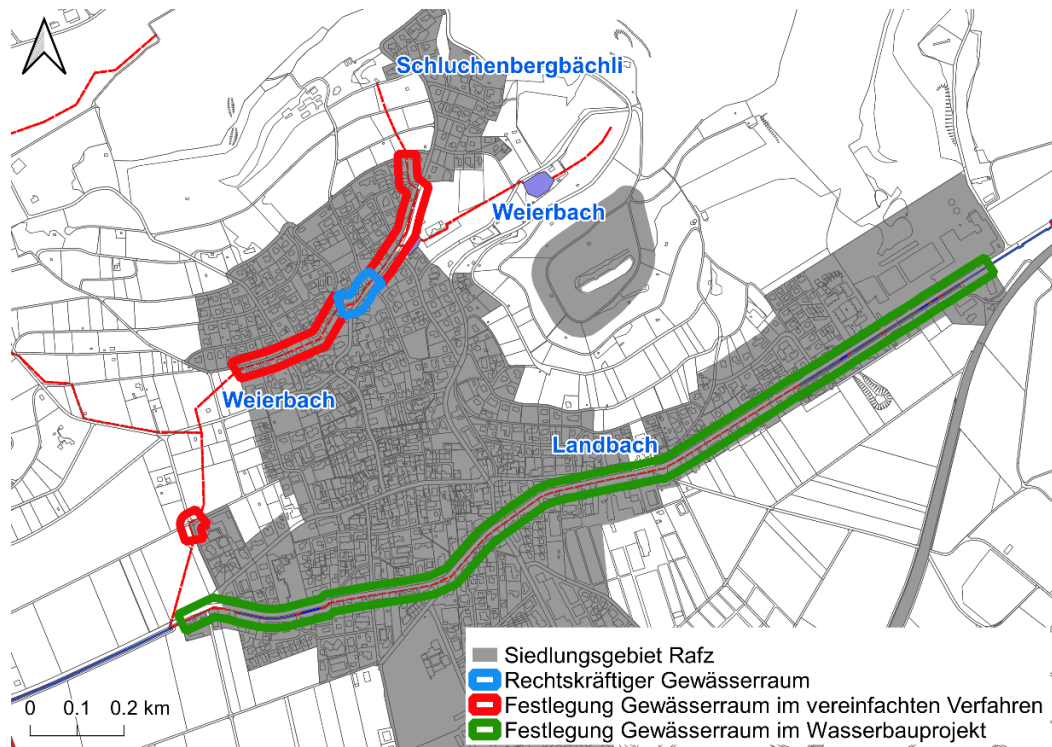 Schluchenbergbächli
Weierbach
Weierbach
Landbach
Siedlungsgebiet Rafz
Rechtskräftiger Gewässerraum
Festlegung Gewässerraum im vereinfachten Verfahren
Festlegung Gewässerraum im Wasserbauprojekt
0 0.1 0.2 km